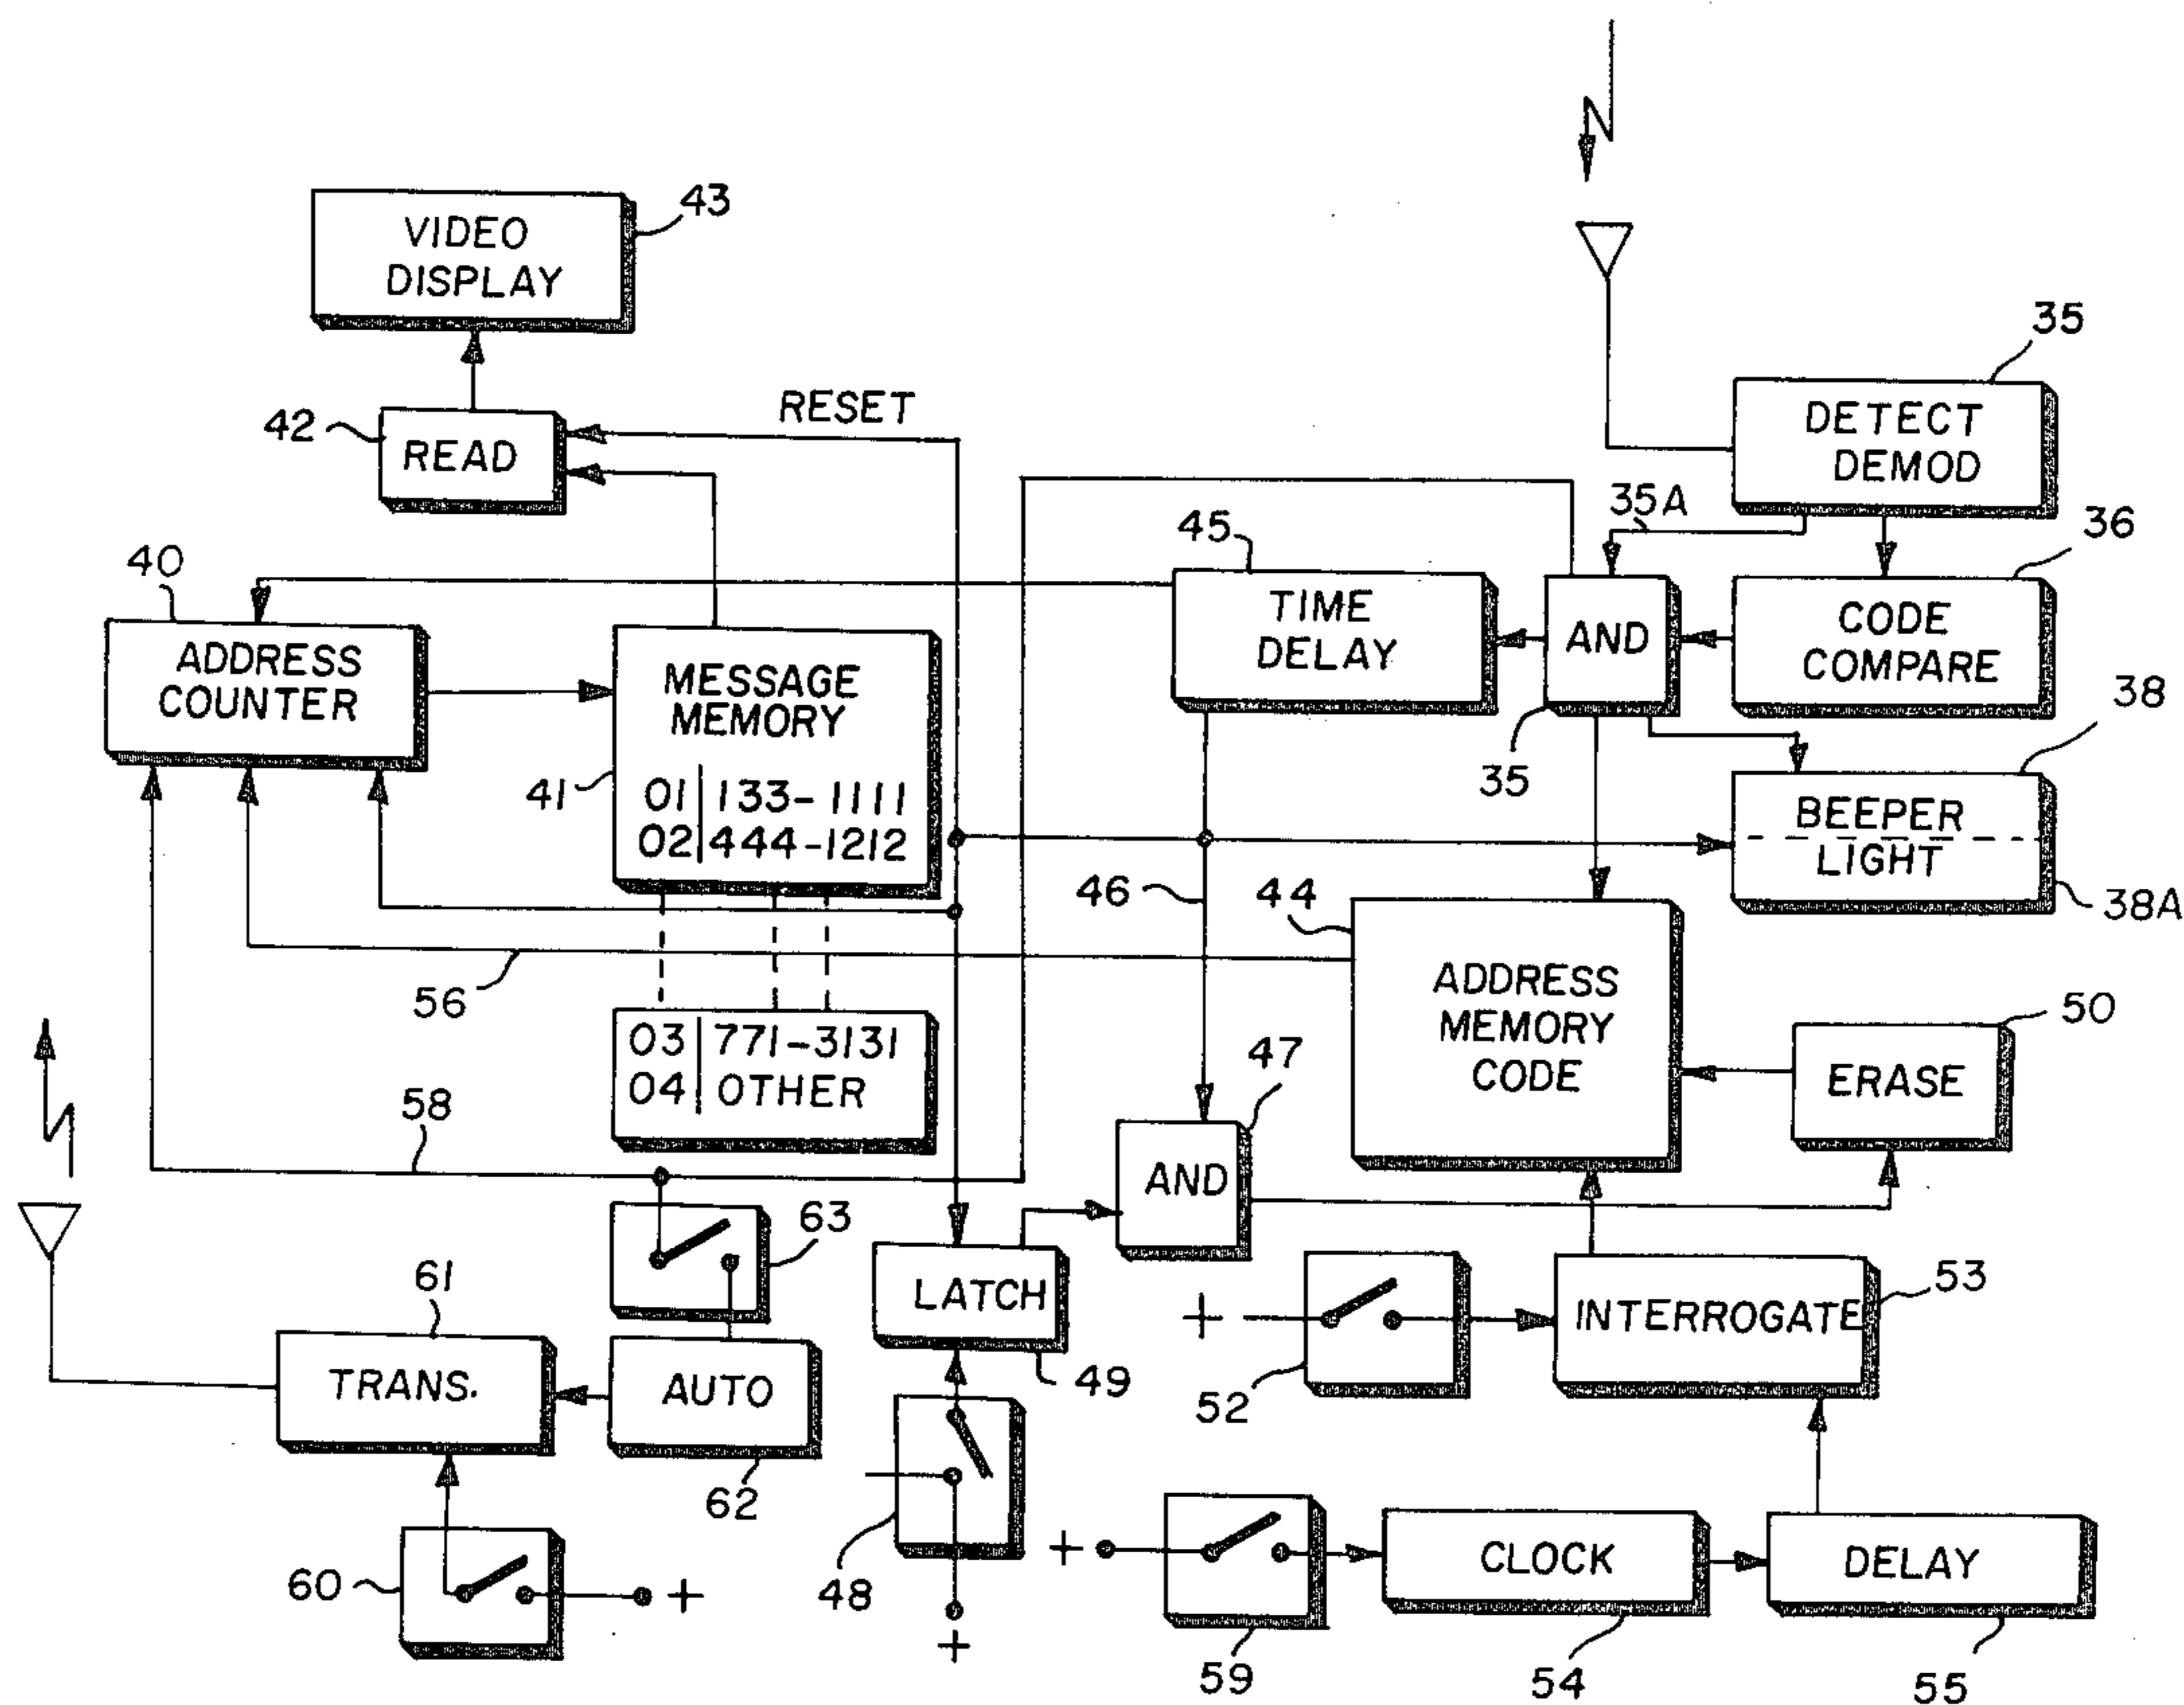 43
VIDEO
DISPLAY
35
42
READ
RESET
DETECT
DEMOD
35A
36
45
40
TIME
DELAY
AND
CODE
COMPARE
ADDRESS
COUNTER
MESSAGE
MEMORY
38
41
01 133-1111
02 444-1212
35
BEEPER
LIGHT
46
44
38A
56
ADDRESS
MEMORY
CODE
50
ERASE
03 771-3131
04 OTHER
47
58
AND
63
61
LATCH
+
INTERROGATE
53
TRANS.
AUTO
49
52
62
60
+
48
+
+
CLOCK
DELAY
59
54
55